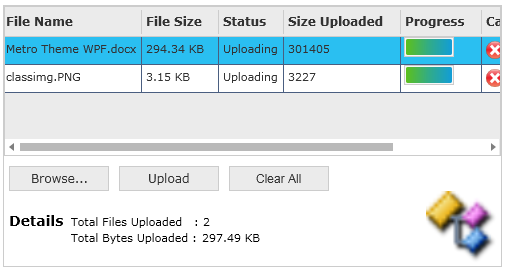 File Name File Size Status Size Uploaded Progress Ca
Metro Theme WPF.docx 294.34 KB Uploading 301405
classimg.PNG 3.15 KB Uploading 3227
Browse... Upload Clear All
Details Total Files Uploaded : 2
Total Bytes Uploaded : 297.49 KB